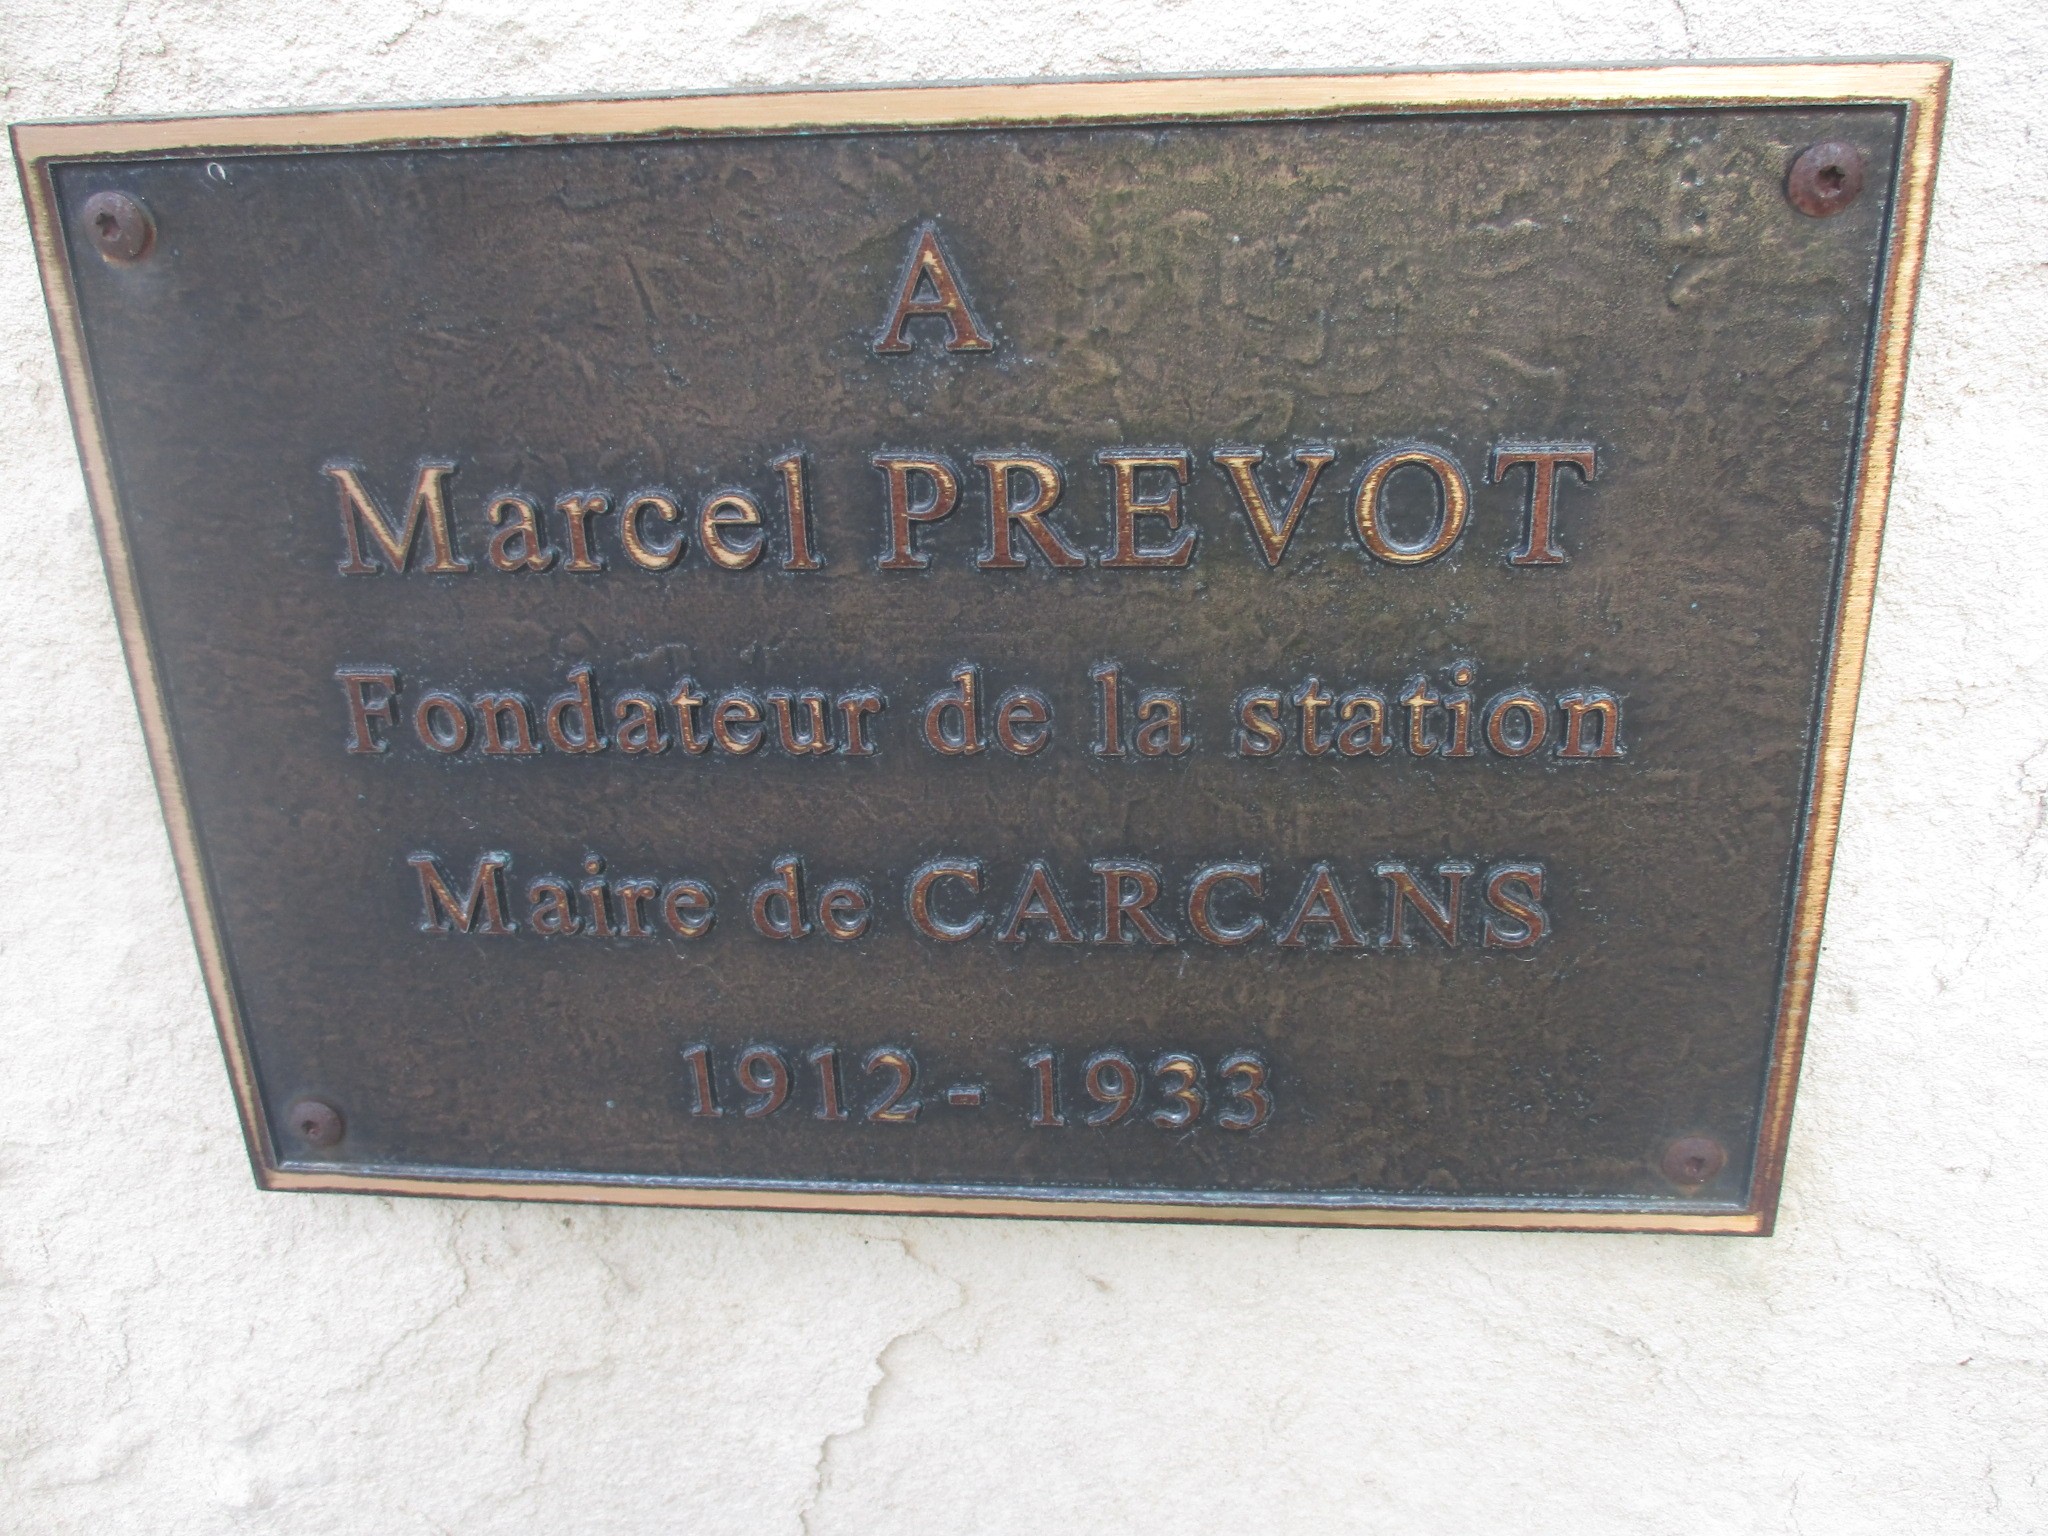 A
Marcel PREVOT
Fondateur de la station
Maire de CARCANS
1912 - 1933